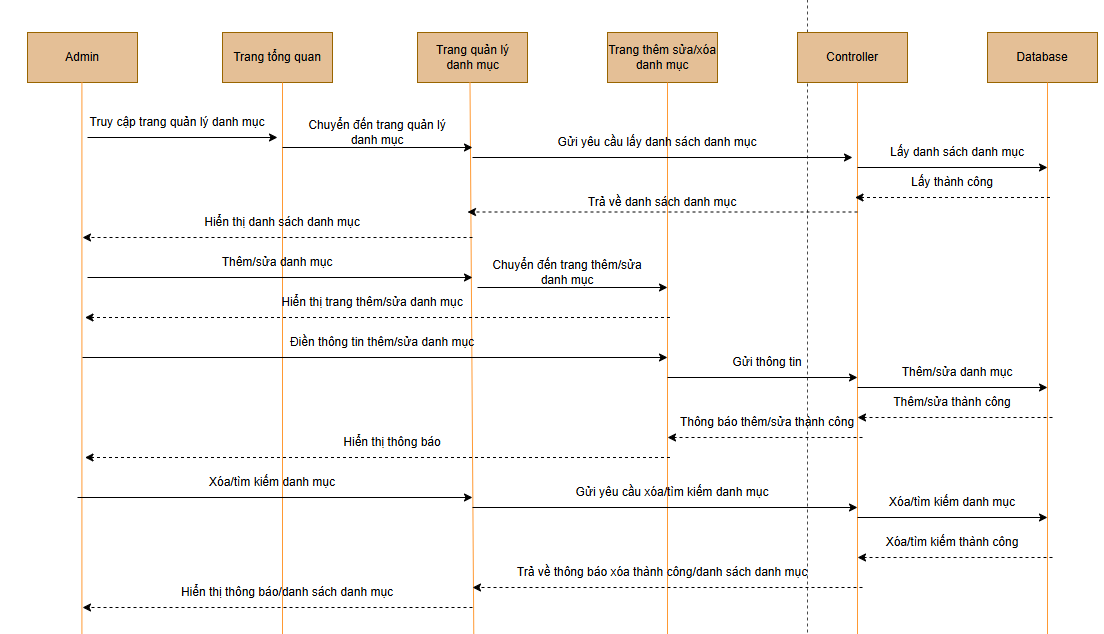 Admin
Trang tổng quan
Trang quản lý
danh mục
Trang thêm sửa/xóa
danh mục
Controller
Database
Truy cập trang quản lý danh mục
Chuyển đến trang quản lý
danh mục
Gửi yêu cầu lấy danh sách danh mục
Lấy danh sách danh mục
Lấy thành công
Trả về danh sách danh mục
Hiển thị danh sách danh mục
Thêm/sửa danh mục
Chuyển đến trang thêm/sửa
danh mục
Hiển thị trang thêm/sửa danh mục
Điền thông tin thêm/sửa danh mục
Gửi thông tin
Thêm/sửa danh mục
Thêm/sửa thành công
Thông báo thêm/sửa thành công
Hiển thị thông báo
Xóa/tìm kiếm danh mục
Gửi yêu cầu xóa/tìm kiếm danh mục
Xóa/tìm kiếm danh mục
Xóa/tìm kiếm thành công
Trả về thông báo xóa thành công/danh sách danh mục
Hiển thị thông báo/danh sách danh mục